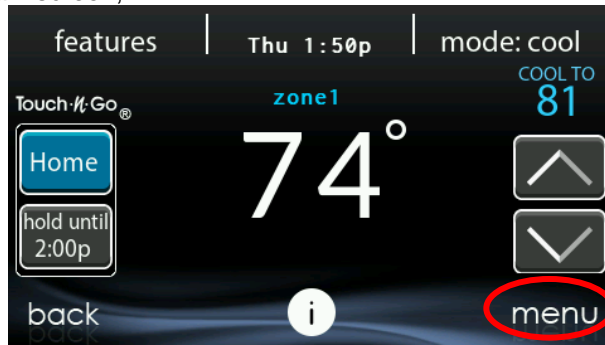 features
Thu 1:50p
mode: cool
COOL TO
81
Touch·N·Go®
zone1
74°
Home
hold until
2:00p
back
i
menu